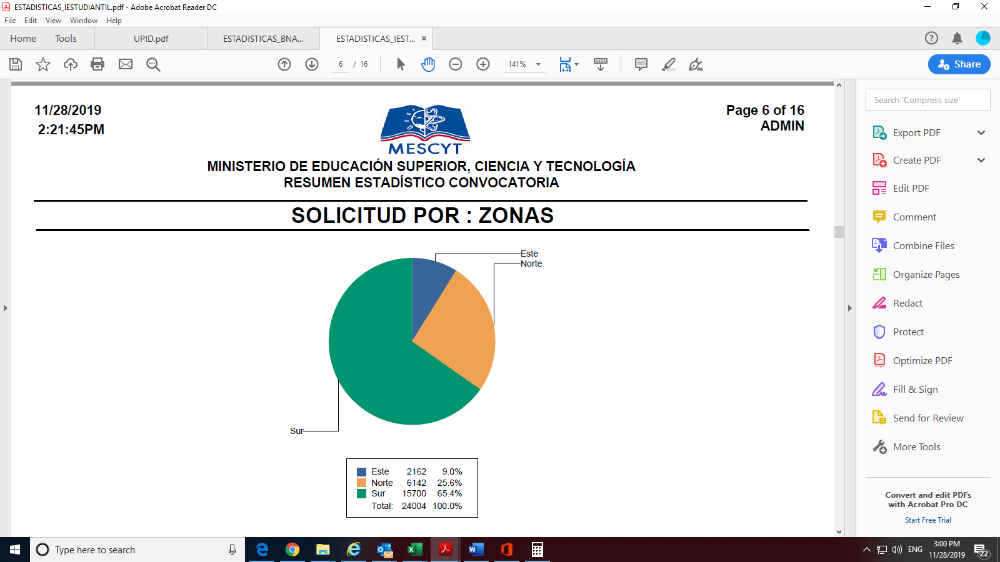 ESTADISTICAS_IESTUDIANTIL.pdf - Adobe Acrobat Reader DC
File Edit View Window Help
Home Tools UPID.pdf ESTADISTICAS_BNA... ESTADISTICAS_IEST... ×
6 / 16 141% Share
11/28/2019
2:21:45PM
Page 6 of 16
ADMIN
MESCYT
MINISTERIO DE EDUCACIÓN SUPERIOR, CIENCIA Y TECNOLOGÍA
RESUMEN ESTADÍSTICO CONVOCATORIA
SOLICITUD POR : ZONAS
Este
Norte
Sur
Este 2162 9.0%
Norte 6142 25.6%
Sur 15700 65.4%
Total: 24004 100.0%
Search 'Compress size'
Export PDF
Create PDF
Edit PDF
Comment
Combine Files
Organize Pages
Redact
Protect
Optimize PDF
Fill & Sign
Send for Review
More Tools
Convert and edit PDFs
with Acrobat Pro DC
Start Free Trial
Type here to search
ENG
3:00 PM
11/28/2019
22